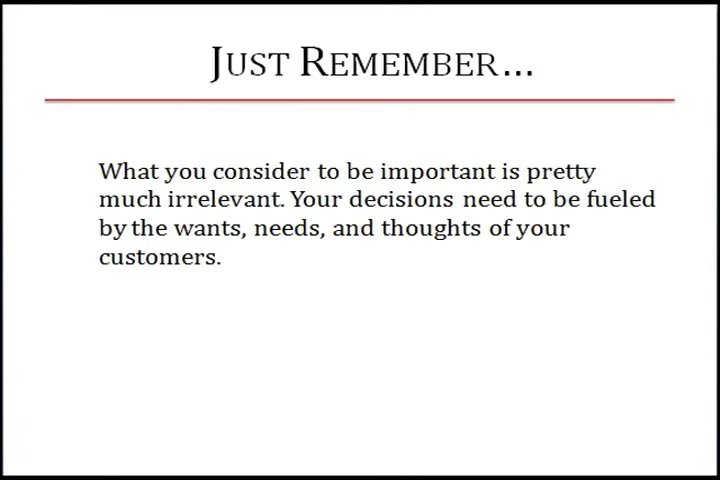 JUST REMEMBER...
What you consider to be important is pretty
much irrelevant. Your decisions need to be fueled
by the wants, needs, and thoughts of your
customers.